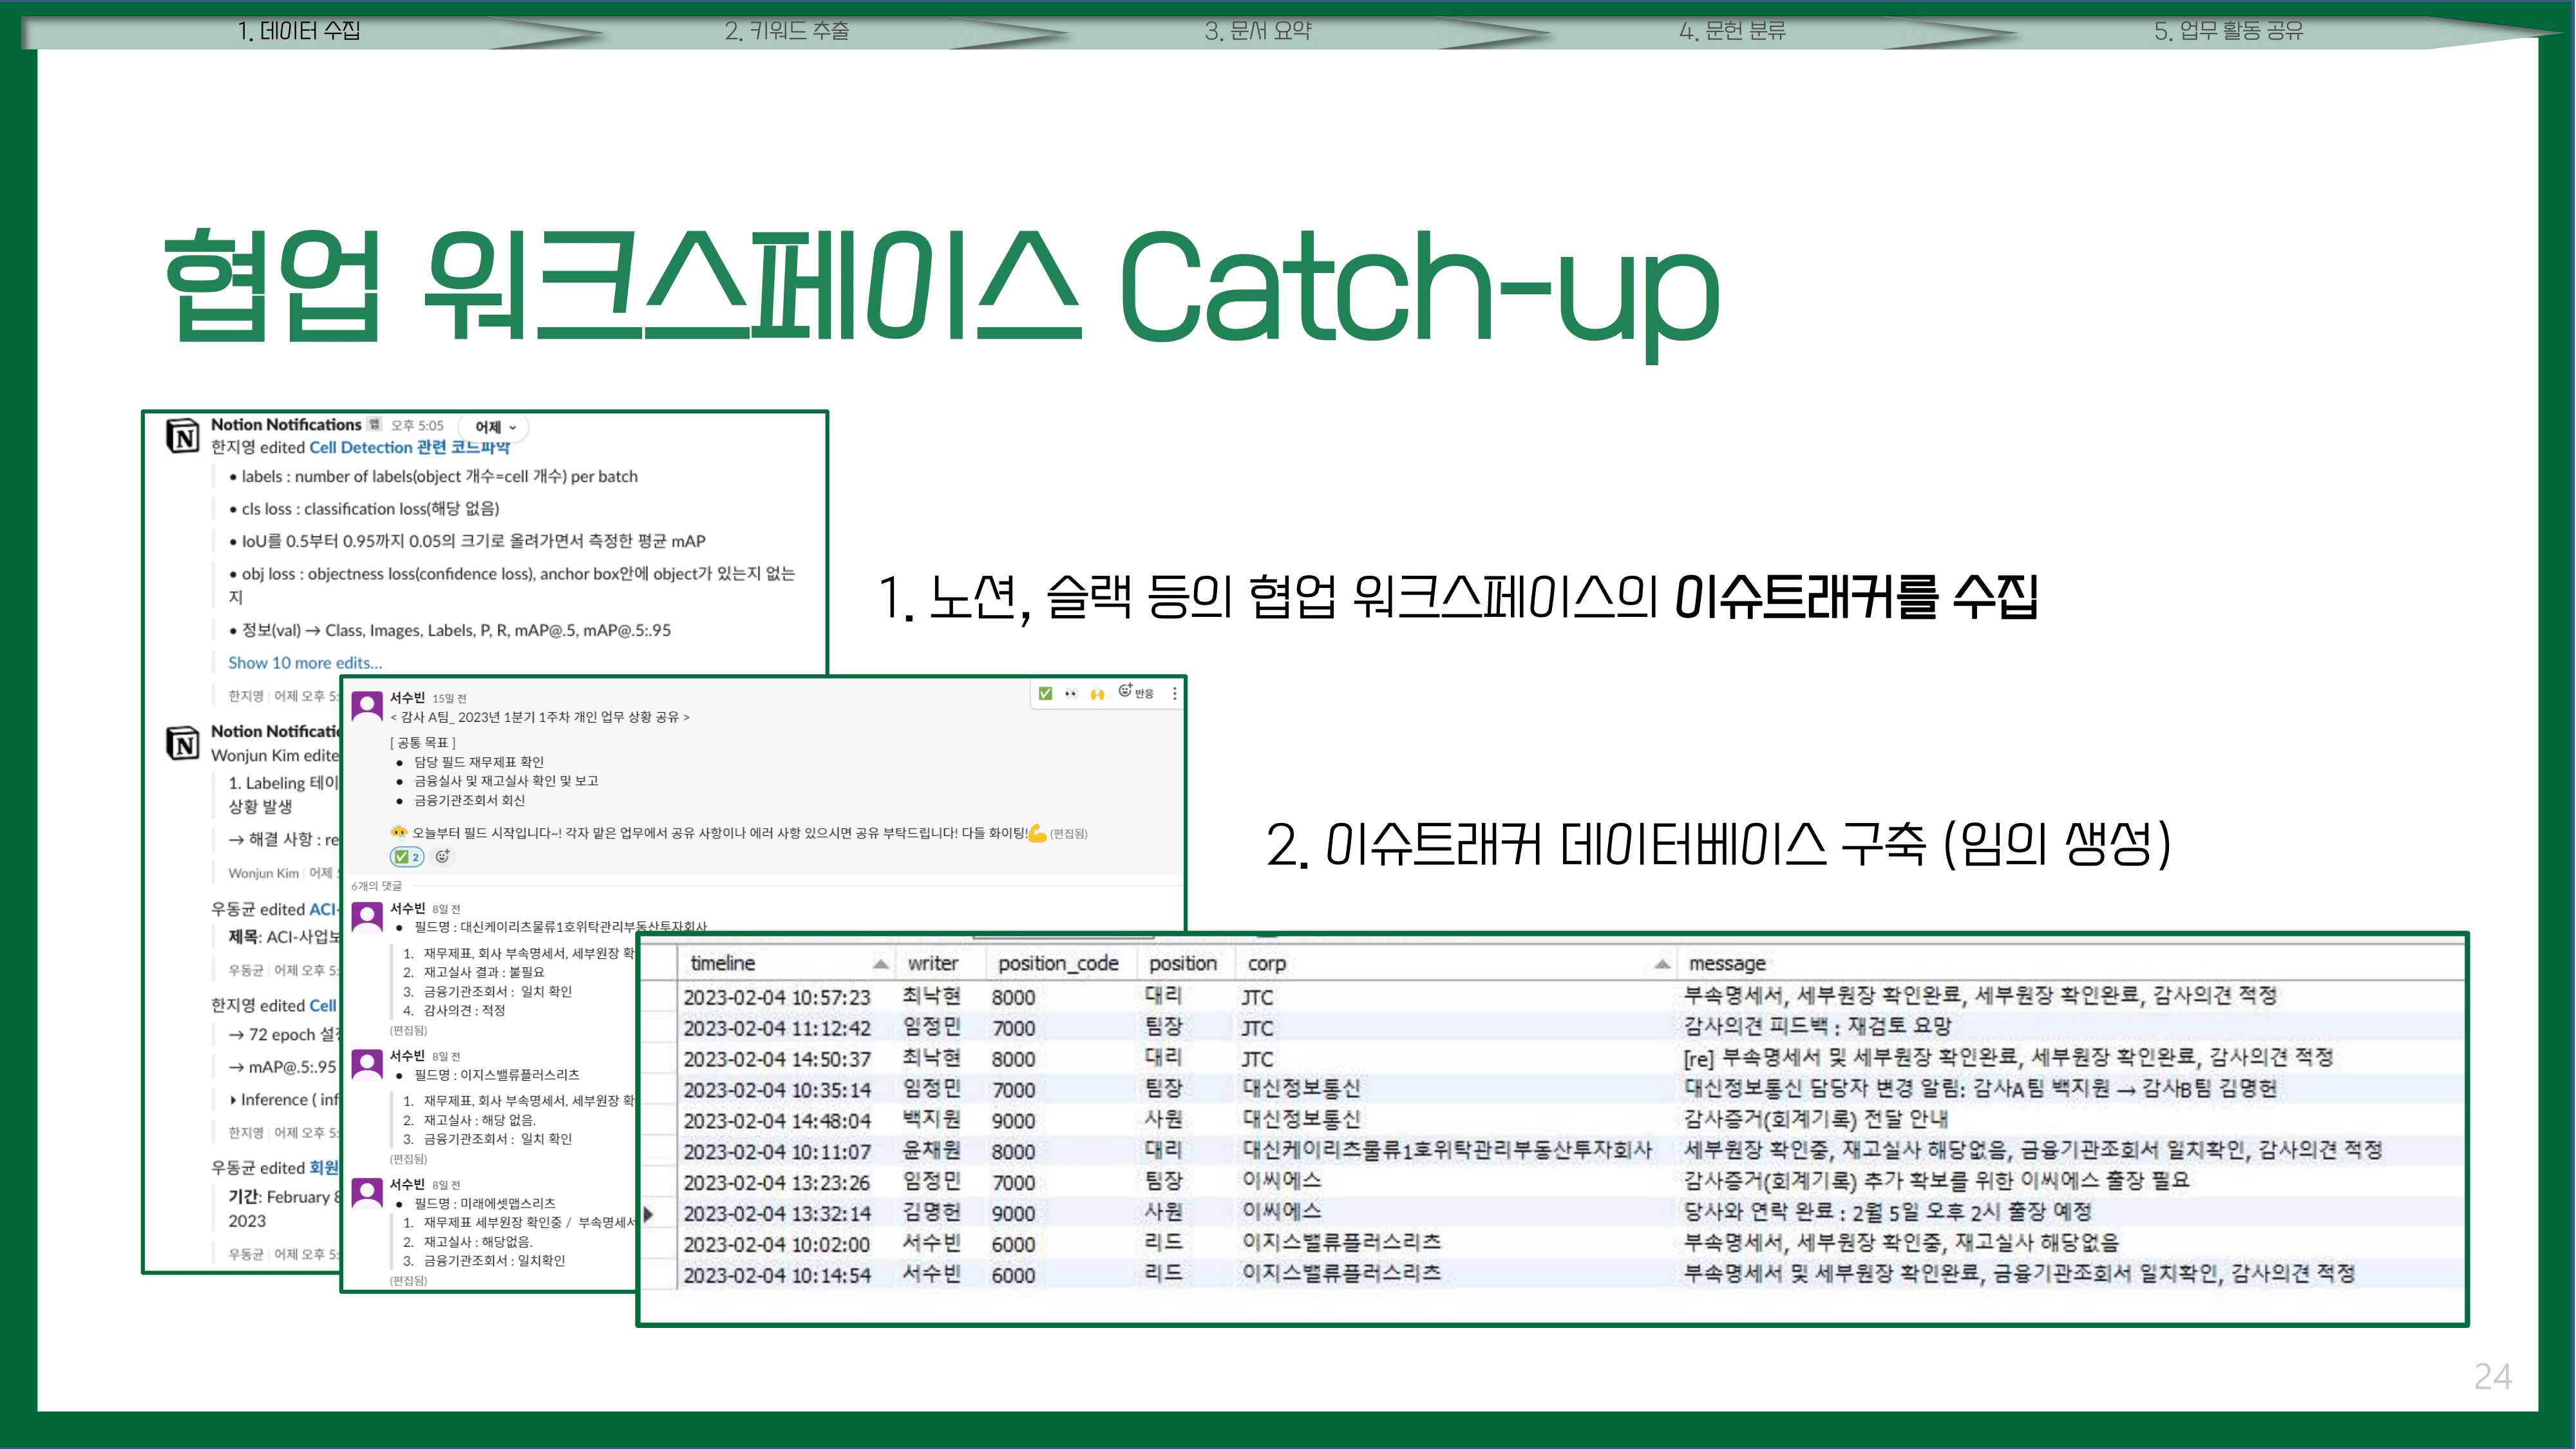 1. 데이터 수집
2. 키워드 추출
3. 문서 요약
4. 문헌 분류
5. 업무 활동 공유
협업 워크스페이스 Catch-up
Notion Notifications 앱 오후 5:05
어제
한지영 edited Cell Detection 관련 코드파악
• labels : number of labels(object 개수=cell 개수) per batch
• cls loss : classification loss(해당 없음)
• IoU를 0.5부터 0.95까지 0.05의 크기로 올려가면서 측정한 평균 mAP
• obj loss : objectness loss(confidence loss), anchor box안에 object가 있는지 없는
지
• 정보(val) → Class, Images, Labels, P, R, mAP@.5, mAP@.5:.95
Show 10 more edits...
한지영 | 어제 오후 5:
Notion Notificati
Wonjun Kim edite
1. Labeling 테이
상황 발생
→ 해결 사항 : re
Wonjun Kim | 어제
우동균 edited ACI-
제목: ACI-사업보
우동균 | 어제 오후 5:
한지영 edited Cell
→ 72 epoch 설정
→ mAP@.5:.95
Inference ( inf
한지영 | 어제 오후 5:
우동균 edited 회원
기간: February 8
2023
우동균 | 어제 오후 5:
서수빈 15일 전
반응
< 감사 A팀_ 2023년 1분기 1주차 개인 업무 상황 공유 >
[ 공통 목표 ]
• 담당 필드 재무제표 확인
• 금융실사 및 재고실사 확인 및 보고
• 금융기관조회서 회신
오늘부터 필드 시작입니다~! 각자 맡은 업무에서 공유 사항이나 에러 사항 있으시면 공유 부탁드립니다! 다들 화이팅! (편집됨)
2
6개의 댓글
서수빈 8일 전
• 필드명 : 대신케이리츠물류1호위탁관리부동산투자회사
1. 재무제표, 회사 부속명세서, 세부원장 확
2. 재고실사 결과 : 불필요
3. 금융기관조회서 : 일치 확인
4. 감사의견 : 적정
(편집됨)
서수빈 8일 전
• 필드명 : 이지스밸류플러스리츠
1. 재무제표, 회사 부속명세서, 세부원장 확
2. 재고실사 : 해당 없음.
3. 금융기관조회서 : 일치 확인
(편집됨)
서수빈 8일 전
• 필드명 : 미래에셋맵스리츠
1. 재무제표 세부원장 확인중 / 부속명세서
2. 재고실사 : 해당없음.
3. 금융기관조회서 : 일치확인
(편집됨)
1. 노션, 슬랙 등의 협업 워크스페이스의 이슈트래커를 수집
2. 이슈트래커 데이터베이스 구축 (임의 생성)
timeline writer position_code position corp message
2023-02-04 10:57:23 최낙현 8000 대리 JTC 부속명세서, 세부원장 확인완료, 세부원장 확인완료, 감사의견 적정
2023-02-04 11:12:42 임정민 7000 팀장 JTC 감사의견 피드백 : 재검토 요망
2023-02-04 14:50:37 최낙현 8000 대리 JTC [re] 부속명세서 및 세부원장 확인완료, 세부원장 확인완료, 감사의견 적정
2023-02-04 10:35:14 임정민 7000 팀장 대신정보통신 대신정보통신 담당자 변경 알림: 감사A팀 백지원 → 감사B팀 김명헌
2023-02-04 14:48:04 백지원 9000 사원 대신정보통신 감사증거(회계기록) 전달 안내
2023-02-04 10:11:07 윤채원 8000 대리 대신케이리츠물류1호위탁관리부동산투자회사 세부원장 확인중, 재고실사 해당없음, 금융기관조회서 일치확인, 감사의견 적정
2023-02-04 13:23:26 임정민 7000 팀장 이씨에스 감사증거(회계기록) 추가 확보를 위한 이씨에스 출장 필요
2023-02-04 13:32:14 김명헌 9000 사원 이씨에스 당사와 연락 완료 : 2월 5일 오후 2시 출장 예정
2023-02-04 10:02:00 서수빈 6000 리드 이지스밸류플러스리츠 부속명세서, 세부원장 확인중, 재고실사 해당없음
2023-02-04 10:14:54 서수빈 6000 리드 이지스밸류플러스리츠 부속명세서 및 세부원장 확인완료, 금융기관조회서 일치확인, 감사의견 적정
24